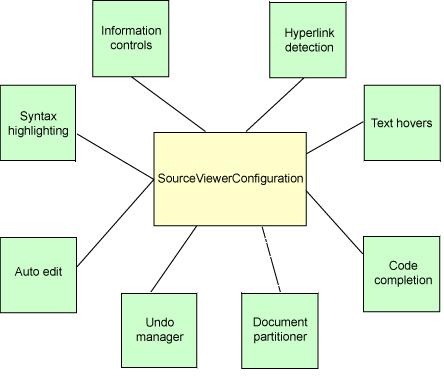 Information
controls
Hyperlink
detection
Syntax
highlighting
Text hovers
SourceViewerConfiguration
Auto edit
Code
completion
Undo
manager
Document
partitioner